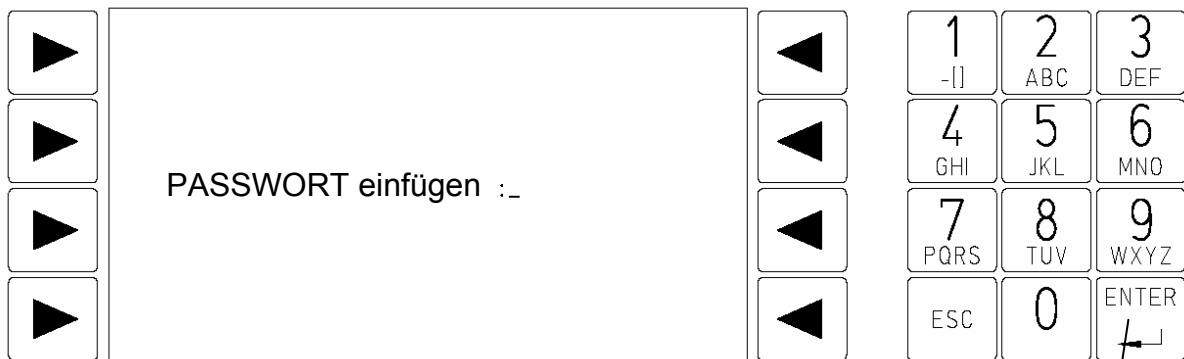 PASSWORT einfügen :_
1 2 3
-[] ABC DEF
4 5 6
GHI JKL MNO
7 8 9
PQRS TUV WXYZ
ESC 0 ENTER